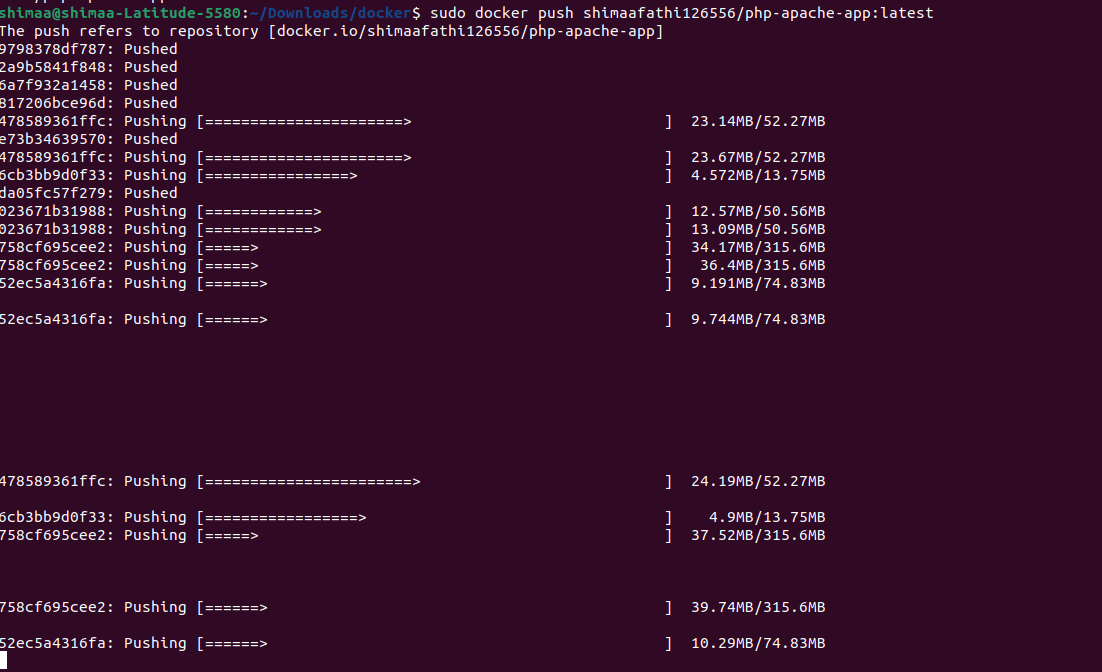 shimaa@shimaa-Latitude-5580:~/Downloads/docker$ sudo docker push shimaafathi126556/php-apache-app:latest
The push refers to repository [docker.io/shimaafathi126556/php-apache-app]
9798378df787: Pushed
2a9b5841f848: Pushed
6a7f932a1458: Pushed
817206bce96d: Pushed
478589361ffc: Pushing [======================>                            ]  23.14MB/52.27MB
e73b34639570: Pushed
478589361ffc: Pushing [======================>                            ]  23.67MB/52.27MB
6cb3bb9d0f33: Pushing [================>                                  ]  4.572MB/13.75MB
da05fc57f279: Pushed
023671b31988: Pushing [============>                                      ]  12.57MB/50.56MB
023671b31988: Pushing [============>                                      ]  13.09MB/50.56MB
758cf695cee2: Pushing [=====>                                             ]  34.17MB/315.6MB
758cf695cee2: Pushing [=====>                                             ]   36.4MB/315.6MB
52ec5a4316fa: Pushing [======>                                            ]  9.191MB/74.83MB
52ec5a4316fa: Pushing [======>                                            ]  9.744MB/74.83MB
478589361ffc: Pushing [=======================>                           ]  24.19MB/52.27MB
6cb3bb9d0f33: Pushing [=================>                                 ]    4.9MB/13.75MB
758cf695cee2: Pushing [=====>                                             ]  37.52MB/315.6MB
758cf695cee2: Pushing [======>                                            ]  39.74MB/315.6MB
52ec5a4316fa: Pushing [======>                                            ]  10.29MB/74.83MB